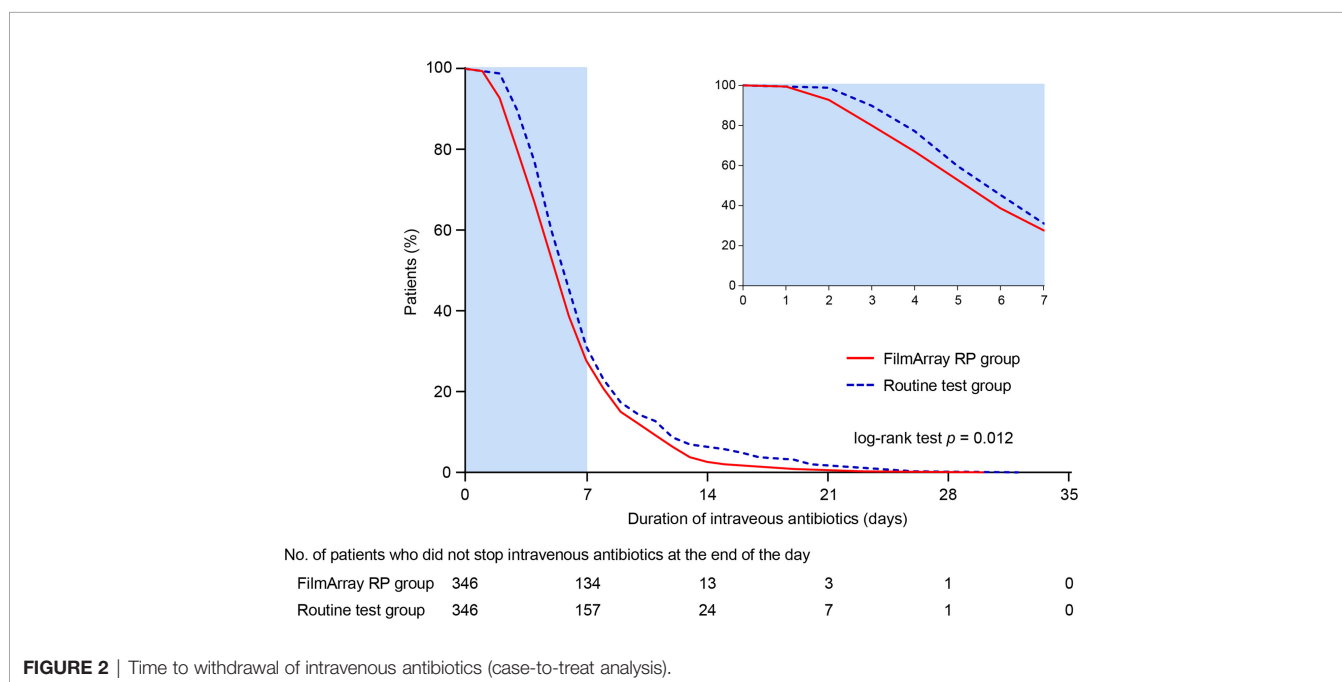 100
80
60
40
20
0
Patients (%)
0 7 14 21 28 35
Duration of intraveous antibiotics (days)
100
80
60
40
20
0
0 1 2 3 4 5 6 7
FilmArray RP group
Routine test group
log-rank test p = 0.012
No. of patients who did not stop intravenous antibiotics at the end of the day
FilmArray RP group 346 134 13 3 1 0
Routine test group 346 157 24 7 1 0
FIGURE 2 | Time to withdrawal of intravenous antibiotics (case-to-treat analysis).